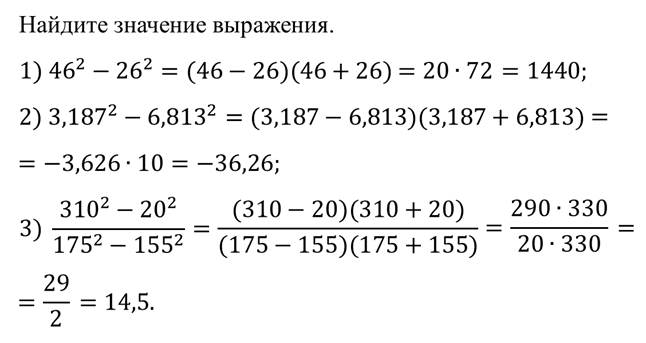 Найдите значение выражения.
1) 46² − 26² = (46 − 26)(46 + 26) = 20 · 72 = 1440;
2) 3,187² − 6,813² = (3,187 − 6,813)(3,187 + 6,813) =
= −3,626 · 10 = −36,26;
3) (310² − 20²)/(175² − 155²) = ((310 − 20)(310 + 20))/((175 − 155)(175 + 155)) = (290 · 330)/(20 · 330) =
= 29/2 = 14,5.